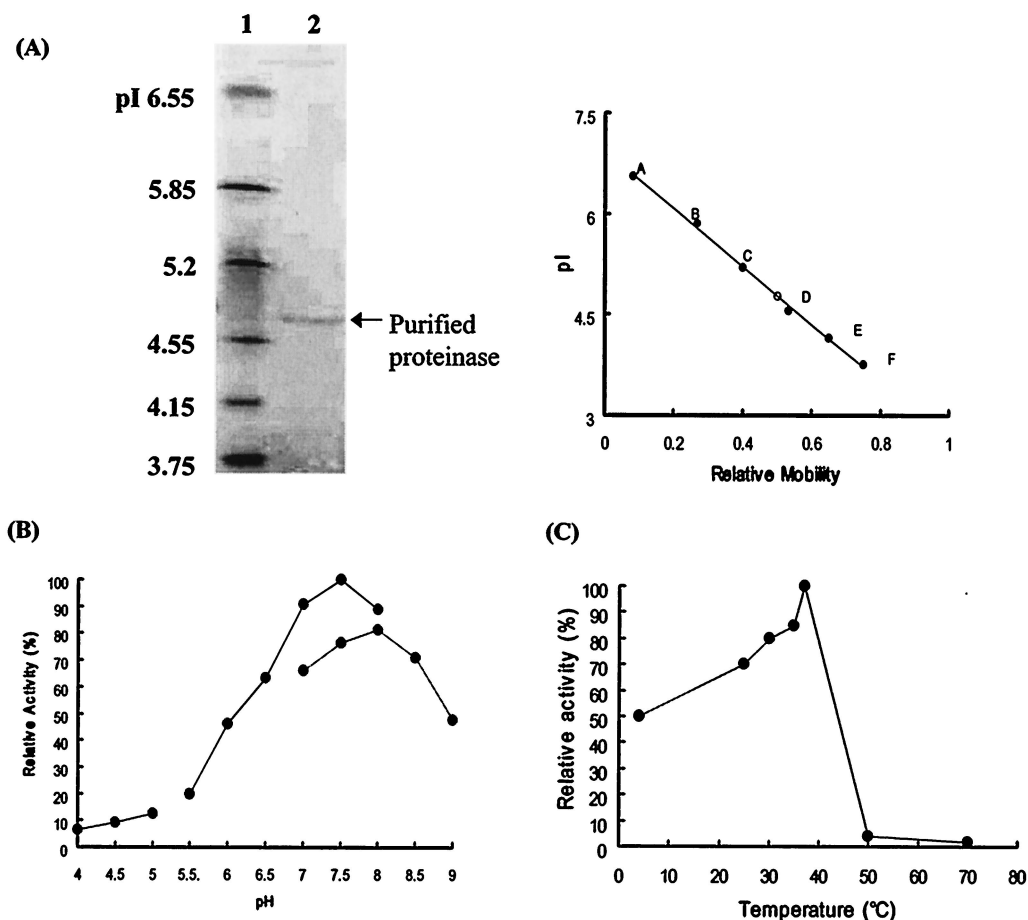 (A)
1 2
pI 6.55
5.85
5.2
4.55
4.15
3.75
Purified
proteinase
7.5
6
4.5
3
pI
A
B
C
D
E
F
0 0.2 0.4 0.6 0.8 1
Relative Mobility
(B)
100
90
80
70
60
50
40
30
20
10
0
Relative Activity (%)
4 4.5 5 5.5. 6 6.5 7 7.5 8 8.5 9
pH
(C)
100
90
80
70
60
50
40
30
20
10
0
Relative activity (%)
0 10 20 30 40 50 60 70 80
Temperature (°C)